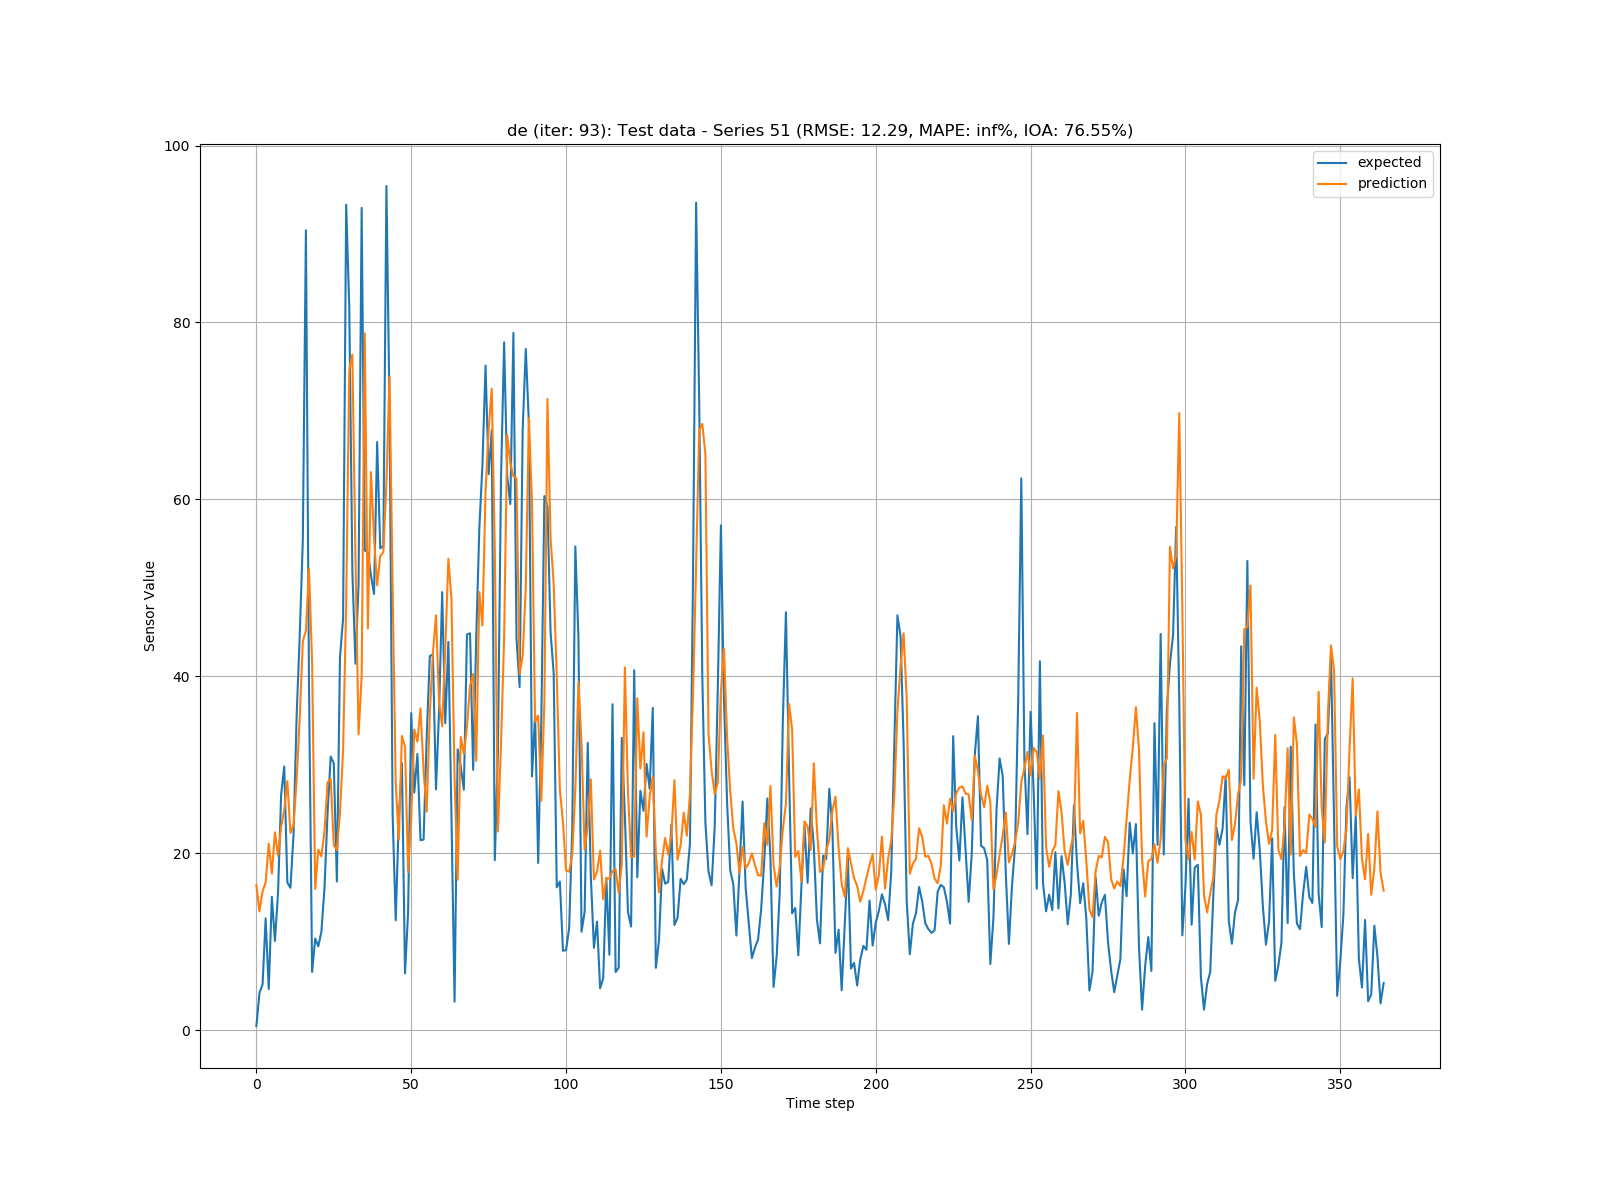 de (iter: 93): Test data - Series 51 (RMSE: 12.29, MAPE: inf%, IOA: 76.55%)
expected
prediction
100
80
60
40
20
0
Sensor Value
0 50 100 150 200 250 300 350
Time step